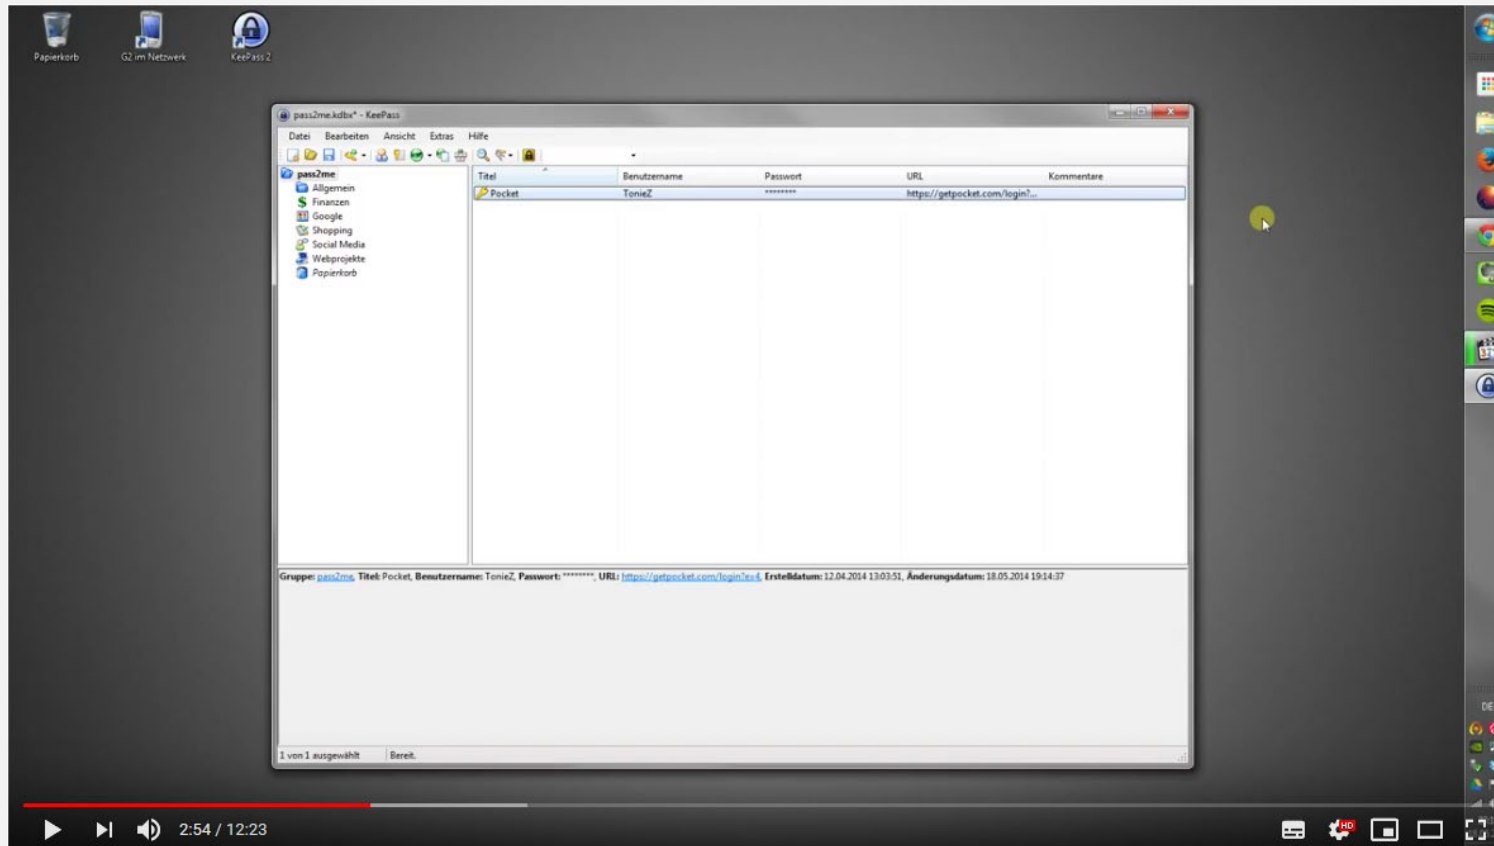 Papierkorb
G2 im Netzwerk
KeePass 2
pass2me.kdbx* - KeePass
Datei Bearbeiten Ansicht Extras Hilfe
pass2me
Allgemein
Finanzen
Google
Shopping
Social Media
Webprojekte
Papierkorb
Titel Benutzername Passwort URL Kommentare
Pocket TonieZ ******** https://getpocket.com/login?...
Gruppe: pass2me, Titel: Pocket, Benutzername: TonieZ, Passwort: ********, URL: https://getpocket.com/login?e=4, Erstelldatum: 12.04.2014 13:03:51, Änderungsdatum: 18.05.2014 19:14:37
1 von 1 ausgewählt Bereit.
DE
2:54 / 12:23
HD